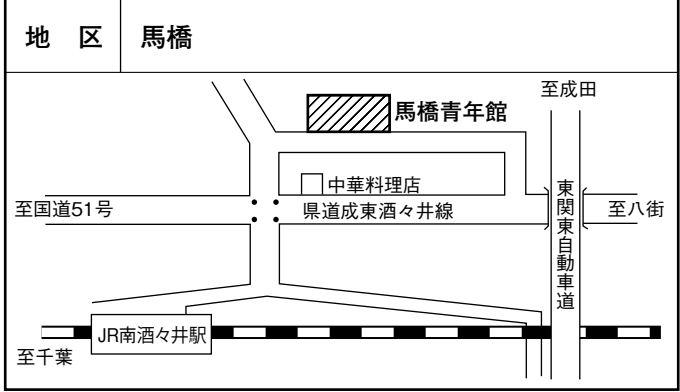 地 区 馬橋
至成田
馬橋青年館
中華料理店
至国道51号
県道成東酒々井線
東関東自動車道
至八街
JR南酒々井駅
至千葉